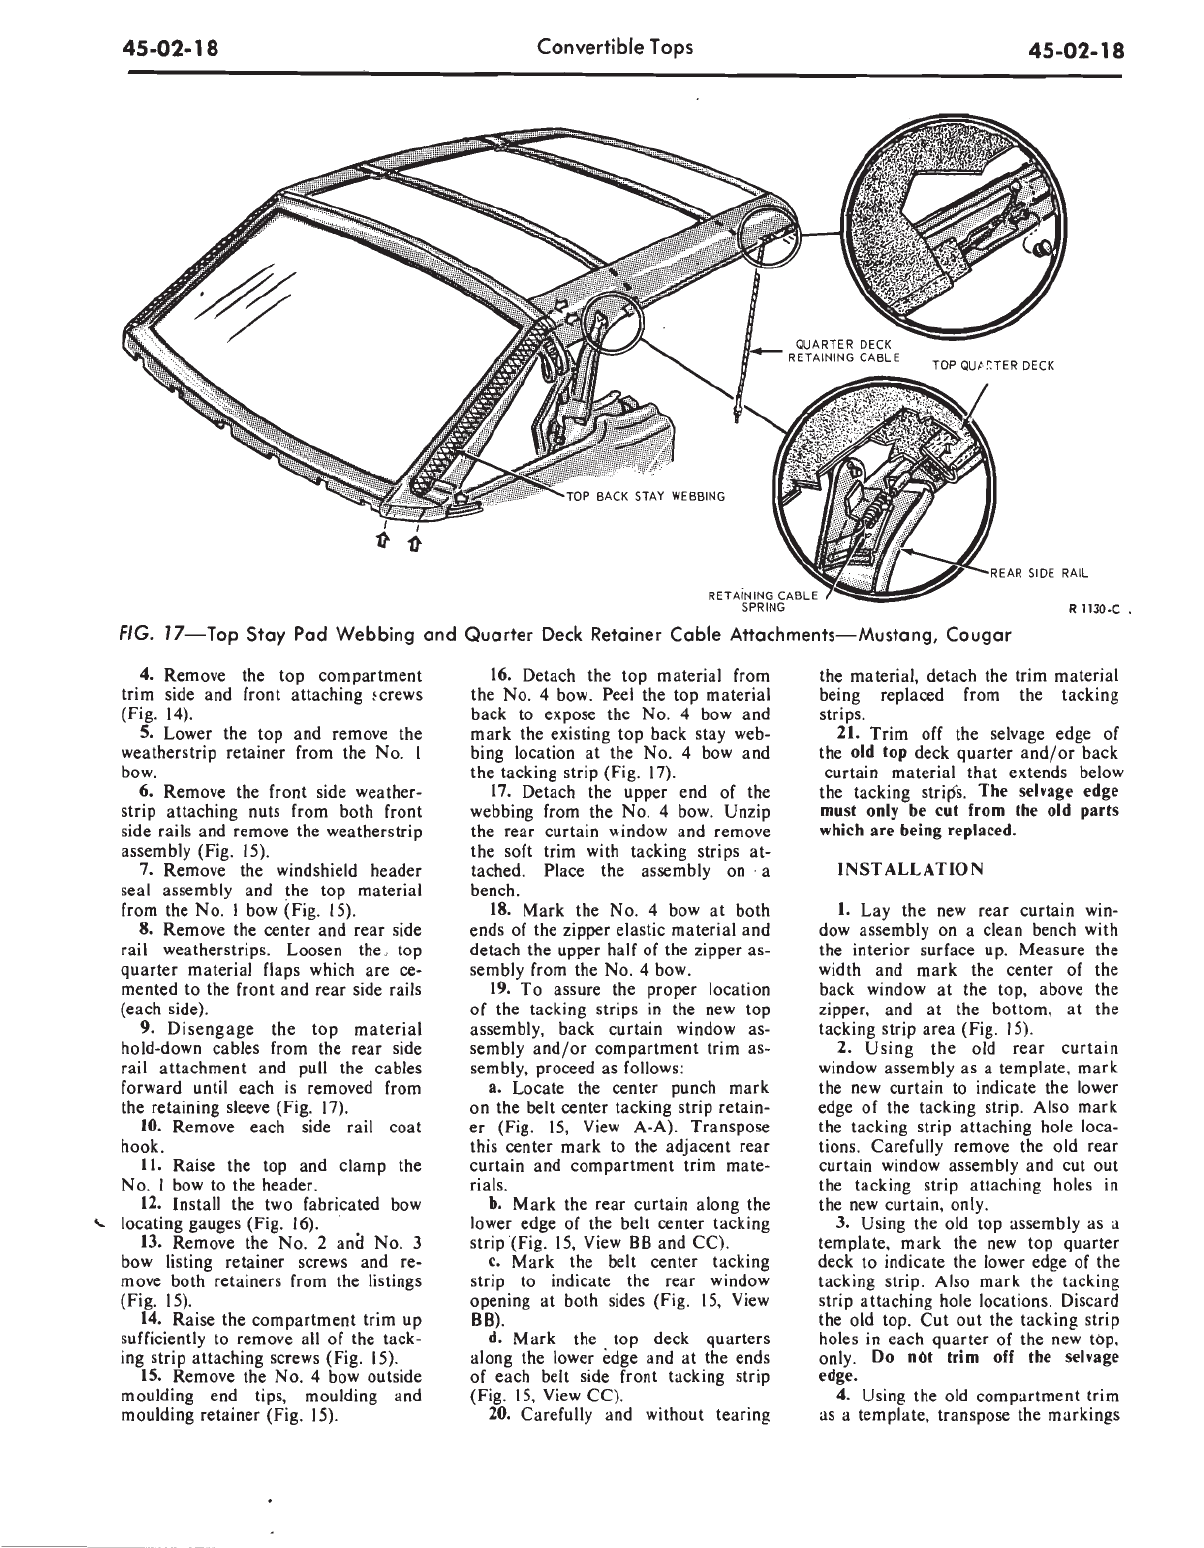 45-02-18
Convertible Tops
45-02-18
QUARTER DECK
RETAINING CABLE
TOP QUARTER DECK
TOP BACK STAY WEBBING
REAR SIDE RAIL
RETAINING CABLE
SPRING
R 1130-C
FIG. 17—Top Stay Pad Webbing and Quarter Deck Retainer Cable Attachments—Mustang, Cougar
4. Remove the top compartment
trim side and front attaching screws
(Fig. 14).
5. Lower the top and remove the
weatherstrip retainer from the No. 1
bow.
6. Remove the front side weather-
strip attaching nuts from both front
side rails and remove the weatherstrip
assembly (Fig. 15).
7. Remove the windshield header
seal assembly and the top material
from the No. 1 bow (Fig. 15).
8. Remove the center and rear side
rail weatherstrips. Loosen the top
quarter material flaps which are ce-
mented to the front and rear side rails
(each side).
9. Disengage the top material
hold-down cables from the rear side
rail attachment and pull the cables
forward until each is removed from
the retaining sleeve (Fig. 17).
10. Remove each side rail coat
hook.
11. Raise the top and clamp the
No. 1 bow to the header.
12. Install the two fabricated bow
locating gauges (Fig. 16).
13. Remove the No. 2 and No. 3
bow listing retainer screws and re-
move both retainers from the listings
(Fig. 15).
14. Raise the compartment trim up
sufficiently to remove all of the tack-
ing strip attaching screws (Fig. 15).
15. Remove the No. 4 bow outside
moulding end tips, moulding and
moulding retainer (Fig. 15).
16. Detach the top material from
the No. 4 bow. Peel the top material
back to expose the No. 4 bow and
mark the existing top back stay web-
bing location at the No. 4 bow and
the tacking strip (Fig. 17).
17. Detach the upper end of the
webbing from the No. 4 bow. Unzip
the rear curtain window and remove
the soft trim with tacking strips at-
tached. Place the assembly on a
bench.
18. Mark the No. 4 bow at both
ends of the zipper elastic material and
detach the upper half of the zipper as-
sembly from the No. 4 bow.
19. To assure the proper location
of the tacking strips in the new top
assembly, back curtain window as-
sembly and/or compartment trim as-
sembly, proceed as follows:
a. Locate the center punch mark
on the belt center tacking strip retain-
er (Fig. 15, View A-A). Transpose
this center mark to the adjacent rear
curtain and compartment trim mate-
rials.
b. Mark the rear curtain along the
lower edge of the belt center tacking
strip (Fig. 15, View BB and CC).
c. Mark the belt center tacking
strip to indicate the rear window
opening at both sides (Fig. 15, View
BB).
d. Mark the top deck quarters
along the lower edge and at the ends
of each belt side front tacking strip
(Fig. 15, View CC).
20. Carefully and without tearing
the material, detach the trim material
being replaced from the tacking
strips.
21. Trim off the selvage edge of
the old top deck quarter and/or back
curtain material that extends below
the tacking strips. The selvage edge
must only be cut from the old parts
which are being replaced.
INSTALLATION
1. Lay the new rear curtain win-
dow assembly on a clean bench with
the interior surface up. Measure the
width and mark the center of the
back window at the top, above the
zipper, and at the bottom, at the
tacking strip area (Fig. 15).
2. Using the old rear curtain
window assembly as a template, mark
the new curtain to indicate the lower
edge of the tacking strip. Also mark
the tacking strip attaching hole loca-
tions. Carefully remove the old rear
curtain window assembly and cut out
the tacking strip attaching holes in
the new curtain, only.
3. Using the old top assembly as a
template, mark the new top quarter
deck to indicate the lower edge of the
tacking strip. Also mark the tacking
strip attaching hole locations. Discard
the old top. Cut out the tacking strip
holes in each quarter of the new top,
only. Do not trim off the selvage
edge.
4. Using the old compartment trim
as a template, transpose the markings